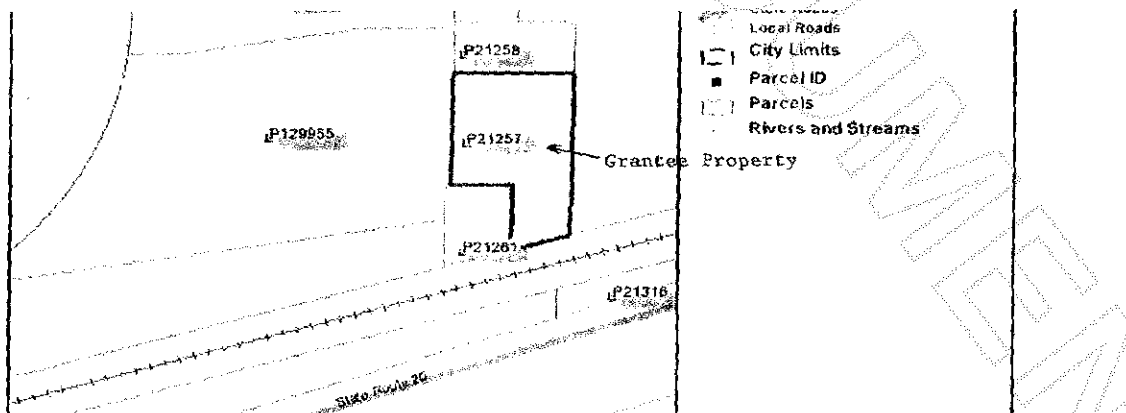 Local Roads
City Limits
Parcel ID
Parcels
Rivers and Streams
P21258
P129955
P21257
Grantee Property
P21261
P21316
State Route 20